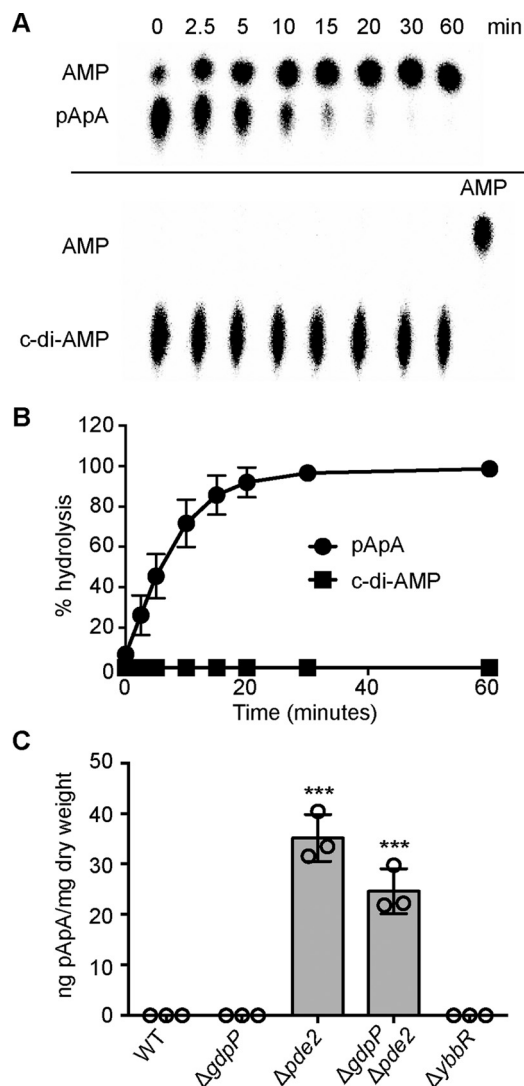 A
0 2.5 5 10 15 20 30 60 min
AMP
pApA
AMP
AMP
c-di-AMP
B
120
100
80
60
40
20
0
% hydrolysis
pApA
c-di-AMP
0 20 40 60
Time (minutes)
C
50
40
30
20
10
0
ng pApA/mg dry weight
***
***
WT
ΔgdpP
Δpde2
ΔgdpP
Δpde2
ΔybbR